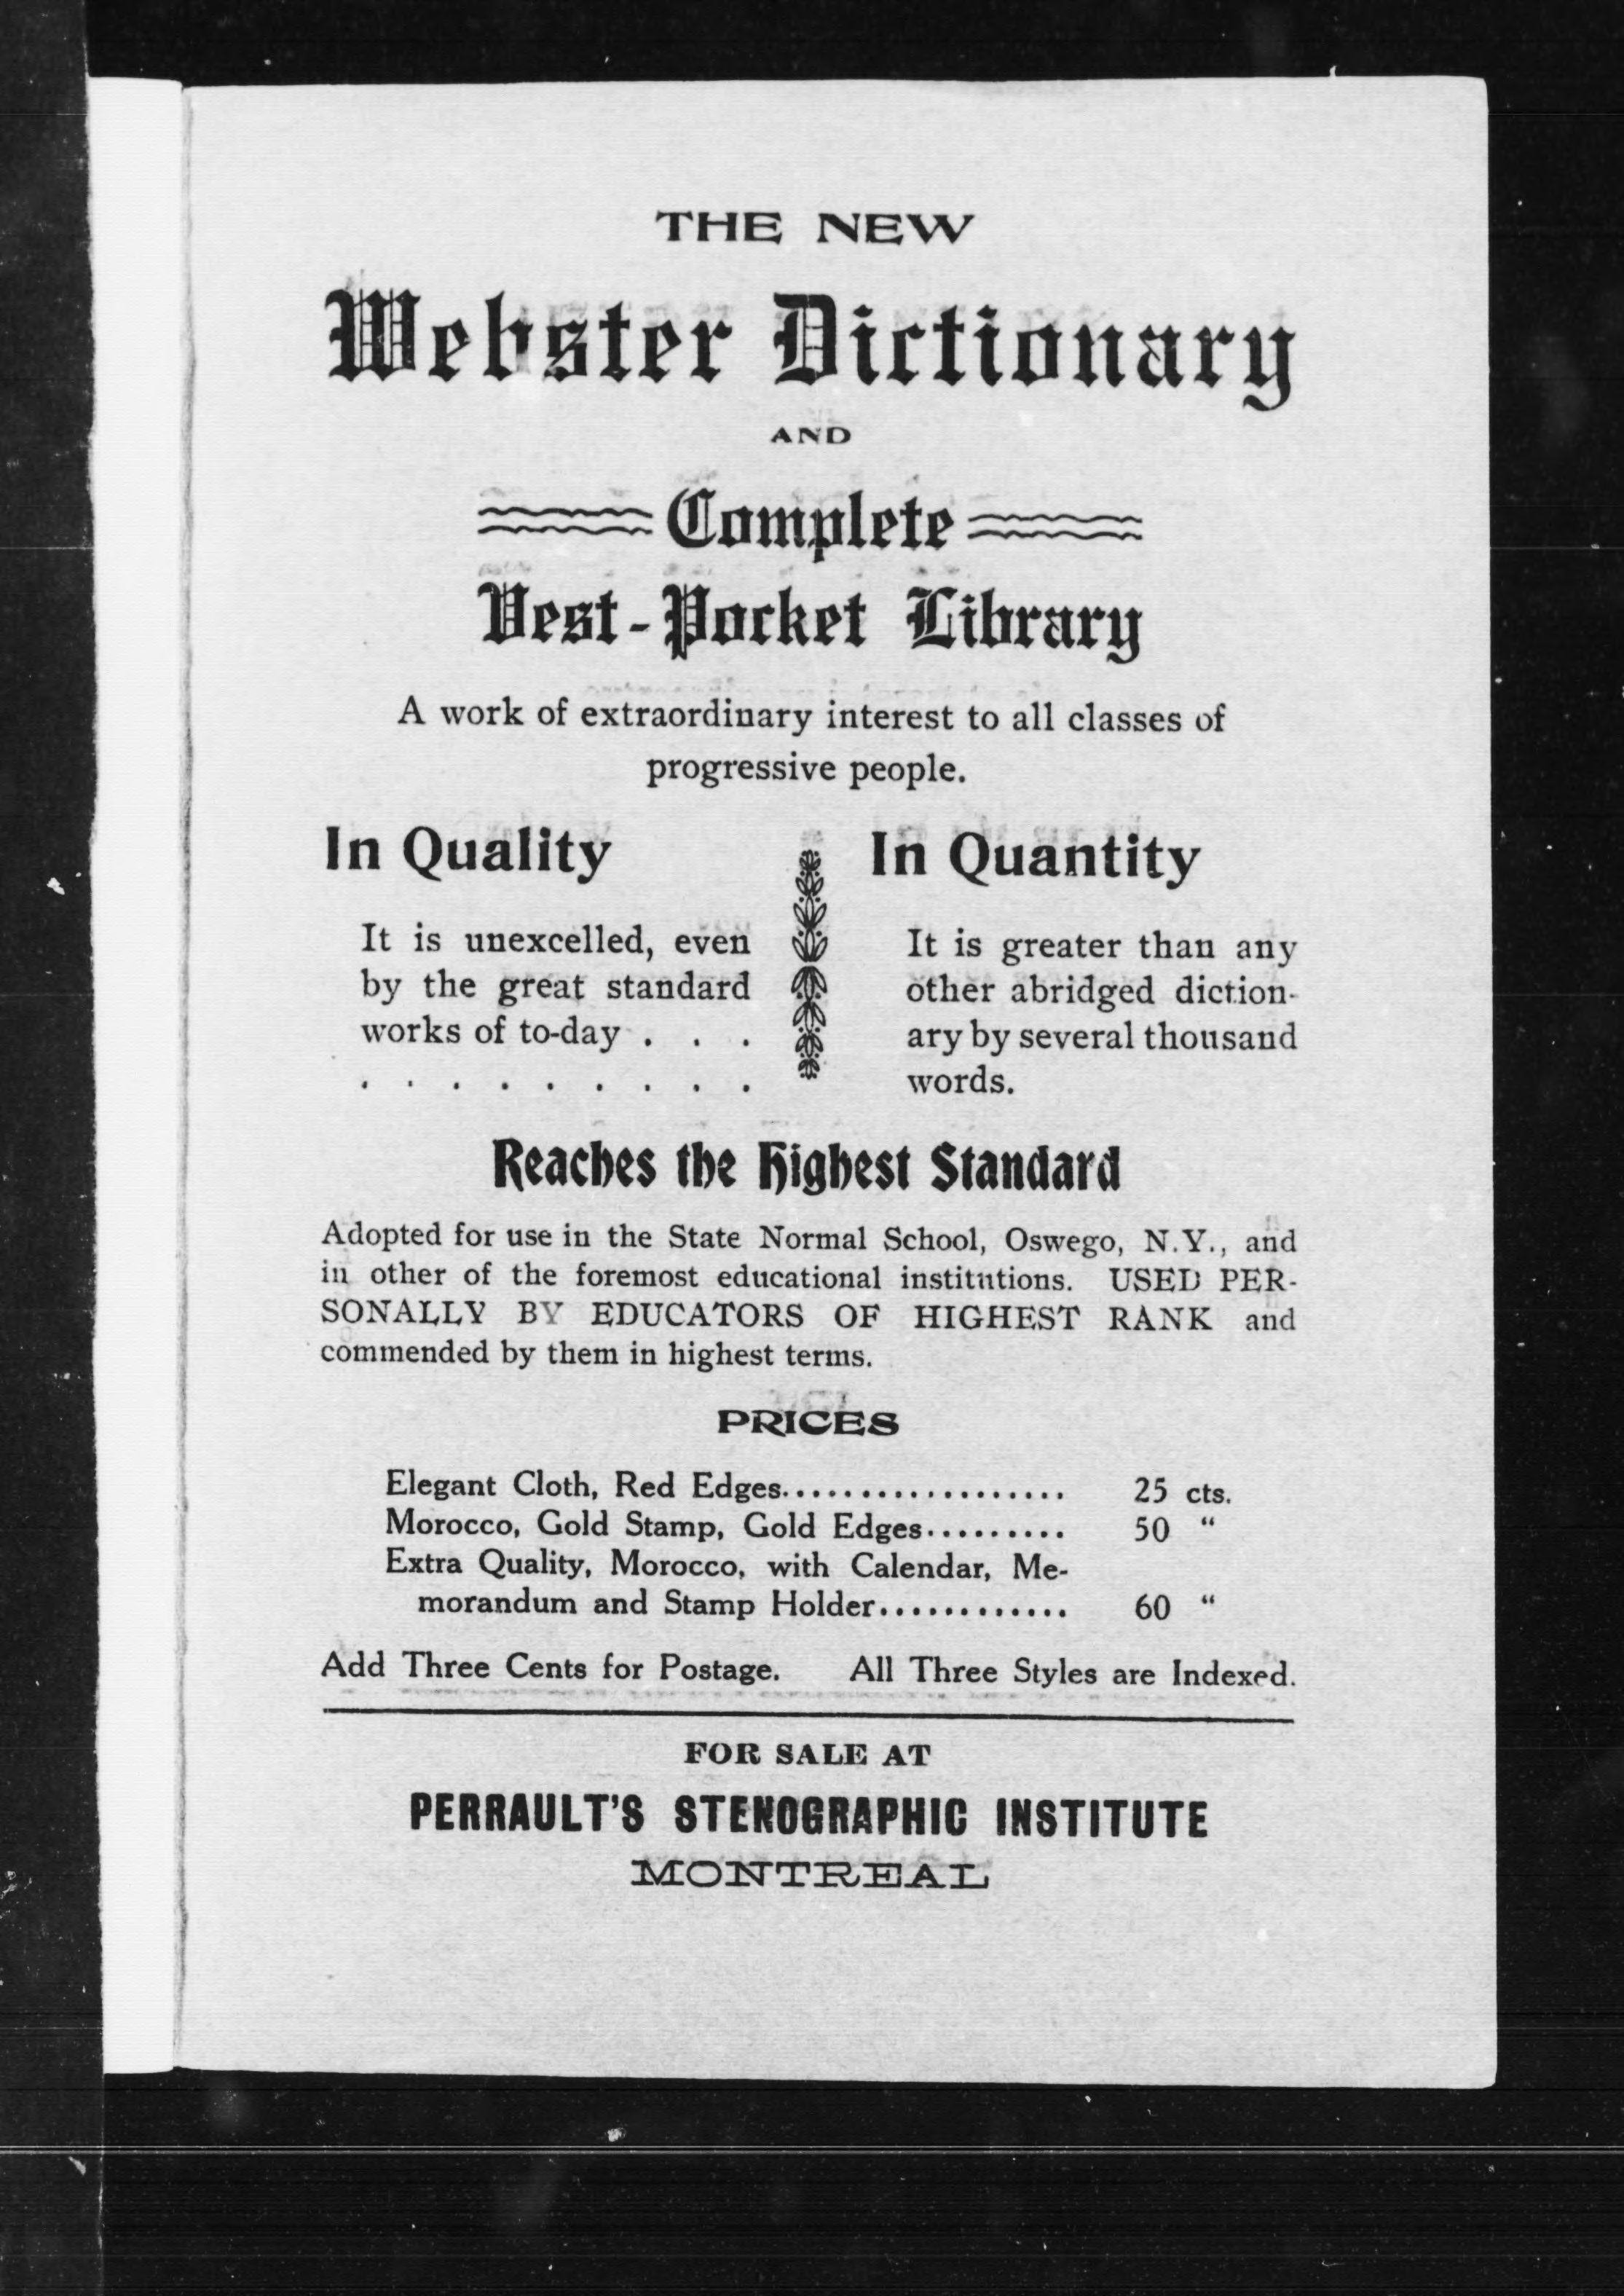 THE NEW
Webster Dictionary
AND
Complete
Vest-Pocket Library
A work of extraordinary interest to all classes of
progressive people.
In Quality
It is unexcelled, even
by the great standard
works of to-day . . .
. . . . . . . . .
In Quantity
It is greater than any
other abridged diction-
ary by several thousand
words.
Reaches the Highest Standard
Adopted for use in the State Normal School, Oswego, N.Y., and
in other of the foremost educational institutions. USED PER-
SONALLY BY EDUCATORS OF HIGHEST RANK and
commended by them in highest terms.
PRICES
Elegant Cloth, Red Edges................... 25 cts.
Morocco, Gold Stamp, Gold Edges.......... 50 “
Extra Quality, Morocco, with Calendar, Me-
morandum and Stamp Holder............ 60 “
Add Three Cents for Postage. All Three Styles are Indexed.
FOR SALE AT
PERRAULT'S STENOGRAPHIC INSTITUTE
MONTREAL